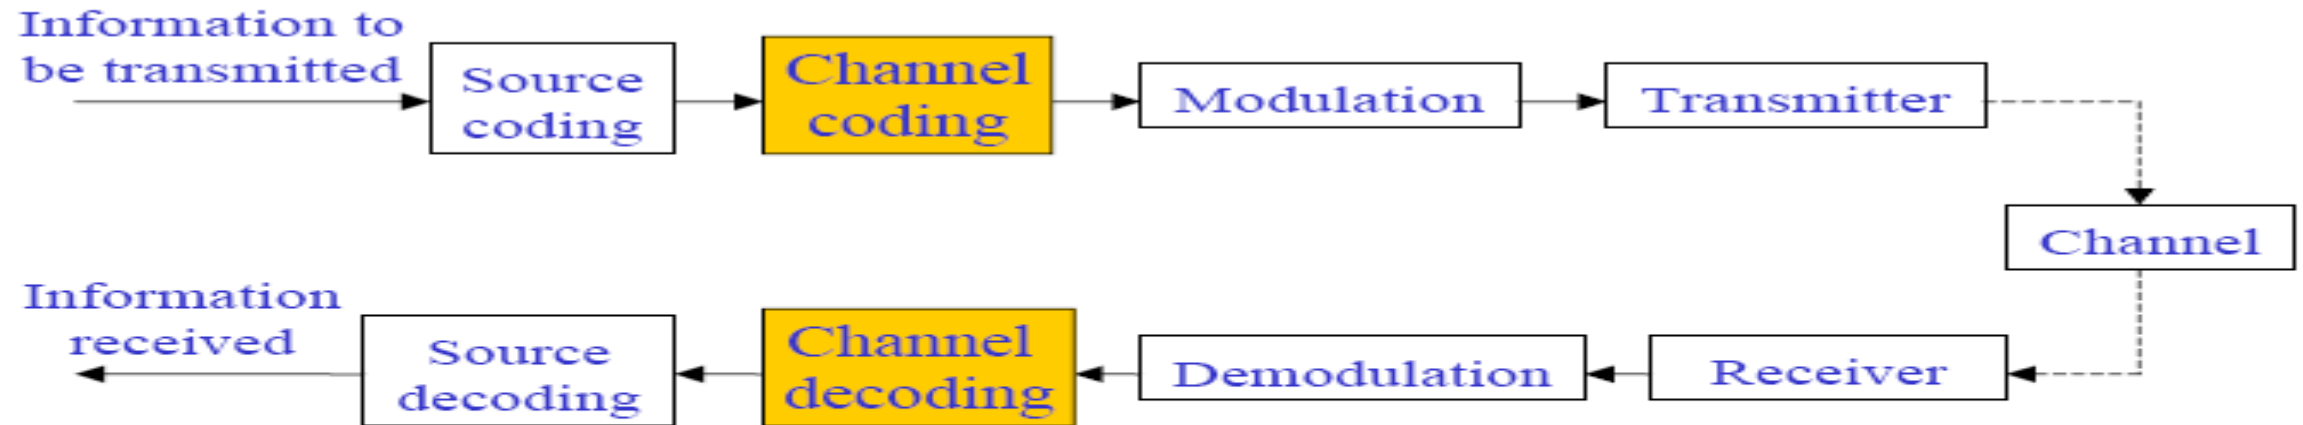 Information to
be transmitted
Source
coding
Channel
coding
Modulation
Transmitter
Channel
Information
received
Source
decoding
Channel
decoding
Demodulation
Receiver